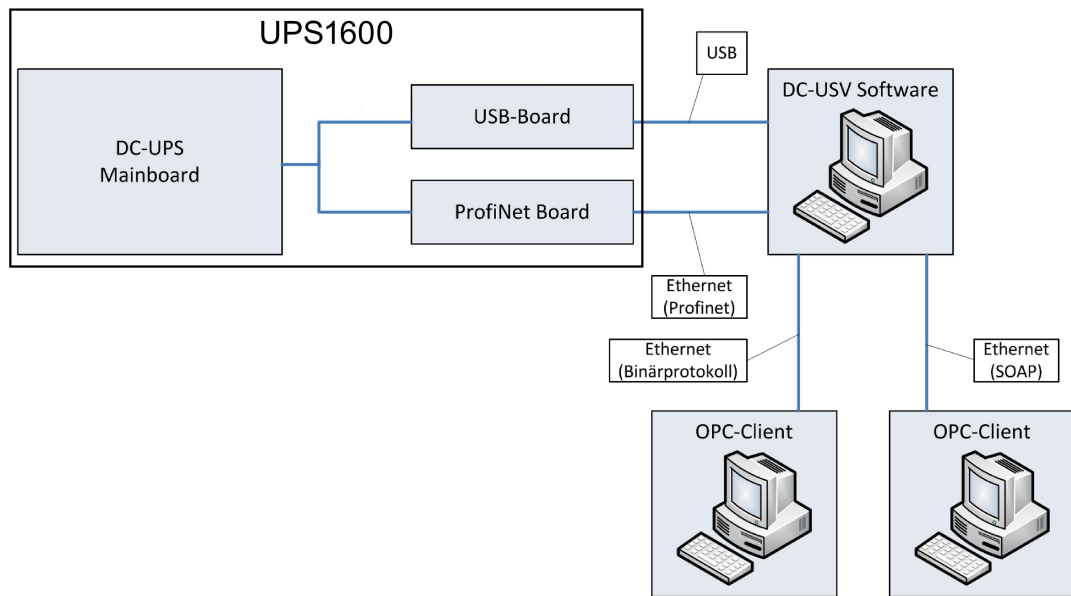 UPS1600
DC-UPS
Mainboard
USB-Board
ProfiNet Board
USB
DC-USV Software
Ethernet
(Profinet)
Ethernet
(Binärprotokoll)
Ethernet
(SOAP)
OPC-Client
OPC-Client